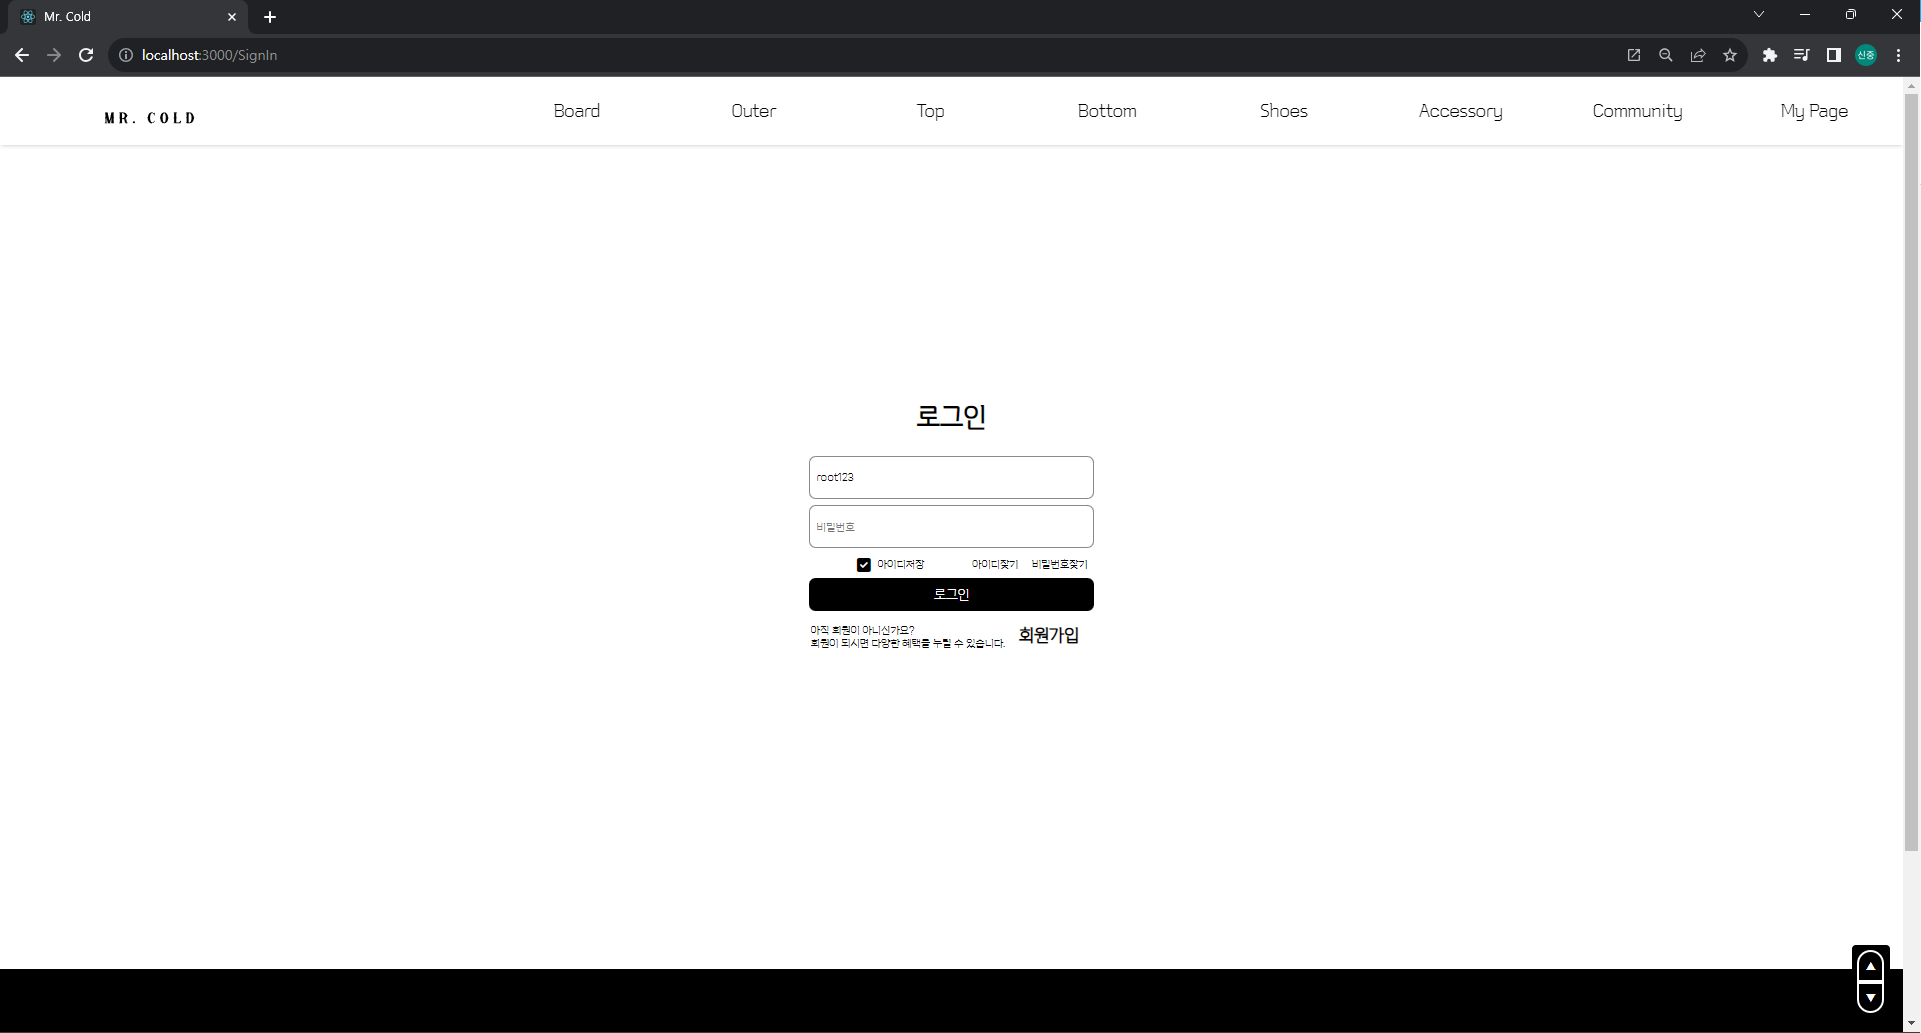 Mr. Cold
localhost:3000/SignIn
신중
MR. COLD
Board
Outer
Top
Bottom
Shoes
Accessory
Community
My Page
로그인
root123
비밀번호
아이디저장
아이디찾기
비밀번호찾기
로그인
아직 회원이 아니신가요?
회원이 되시면 다양한 혜택을 누릴 수 있습니다.
회원가입